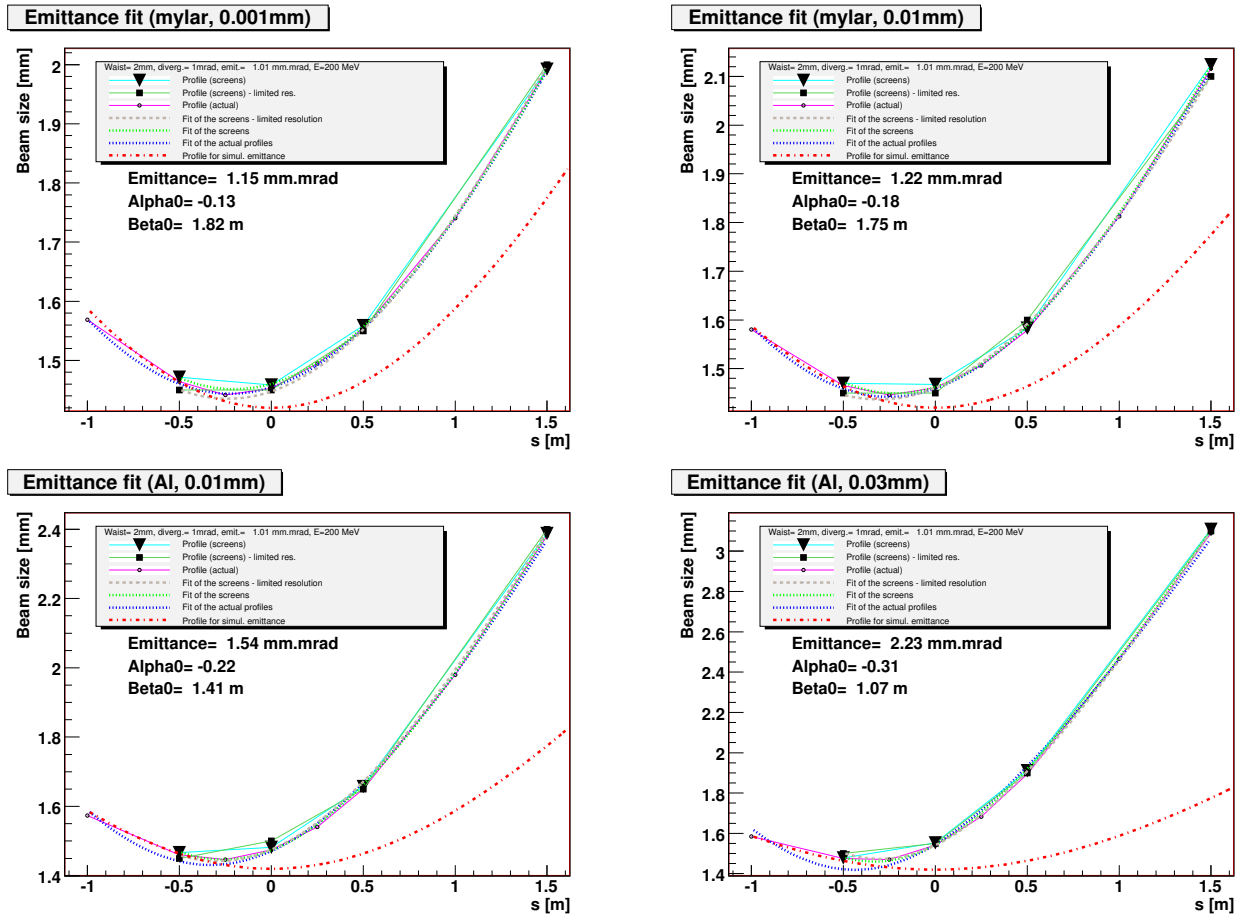 Emittance fit (mylar, 0.001mm)
Beam size [mm]
2
1.9
1.8
1.7
1.6
1.5
Waist= 2mm, diverg.= 1mrad, emit.= 1.01 mm.mrad, E=200 MeV
Profile (screens)
Profile (screens) - limited res.
Profile (actual)
Fit of the screens - limited resolution
Fit of the screens
Fit of the actual profiles
Profile for simul. emittance
Emittance= 1.15 mm.mrad
Alpha0= -0.13
Beta0= 1.82 m
-1 -0.5 0 0.5 1 1.5
s [m]
Emittance fit (mylar, 0.01mm)
Beam size [mm]
2.1
2
1.9
1.8
1.7
1.6
1.5
Waist= 2mm, diverg.= 1mrad, emit.= 1.01 mm.mrad, E=200 MeV
Profile (screens)
Profile (screens) - limited res.
Profile (actual)
Fit of the screens - limited resolution
Fit of the screens
Fit of the actual profiles
Profile for simul. emittance
Emittance= 1.22 mm.mrad
Alpha0= -0.18
Beta0= 1.75 m
-1 -0.5 0 0.5 1 1.5
s [m]
Emittance fit (Al, 0.01mm)
Beam size [mm]
2.4
2.2
2
1.8
1.6
1.4
Waist= 2mm, diverg.= 1mrad, emit.= 1.01 mm.mrad, E=200 MeV
Profile (screens)
Profile (screens) - limited res.
Profile (actual)
Fit of the screens - limited resolution
Fit of the screens
Fit of the actual profiles
Profile for simul. emittance
Emittance= 1.54 mm.mrad
Alpha0= -0.22
Beta0= 1.41 m
-1 -0.5 0 0.5 1 1.5
s [m]
Emittance fit (Al, 0.03mm)
Beam size [mm]
3
2.8
2.6
2.4
2.2
2
1.8
1.6
1.4
Waist= 2mm, diverg.= 1mrad, emit.= 1.01 mm.mrad, E=200 MeV
Profile (screens)
Profile (screens) - limited res.
Profile (actual)
Fit of the screens - limited resolution
Fit of the screens
Fit of the actual profiles
Profile for simul. emittance
Emittance= 2.23 mm.mrad
Alpha0= -0.31
Beta0= 1.07 m
-1 -0.5 0 0.5 1 1.5
s [m]